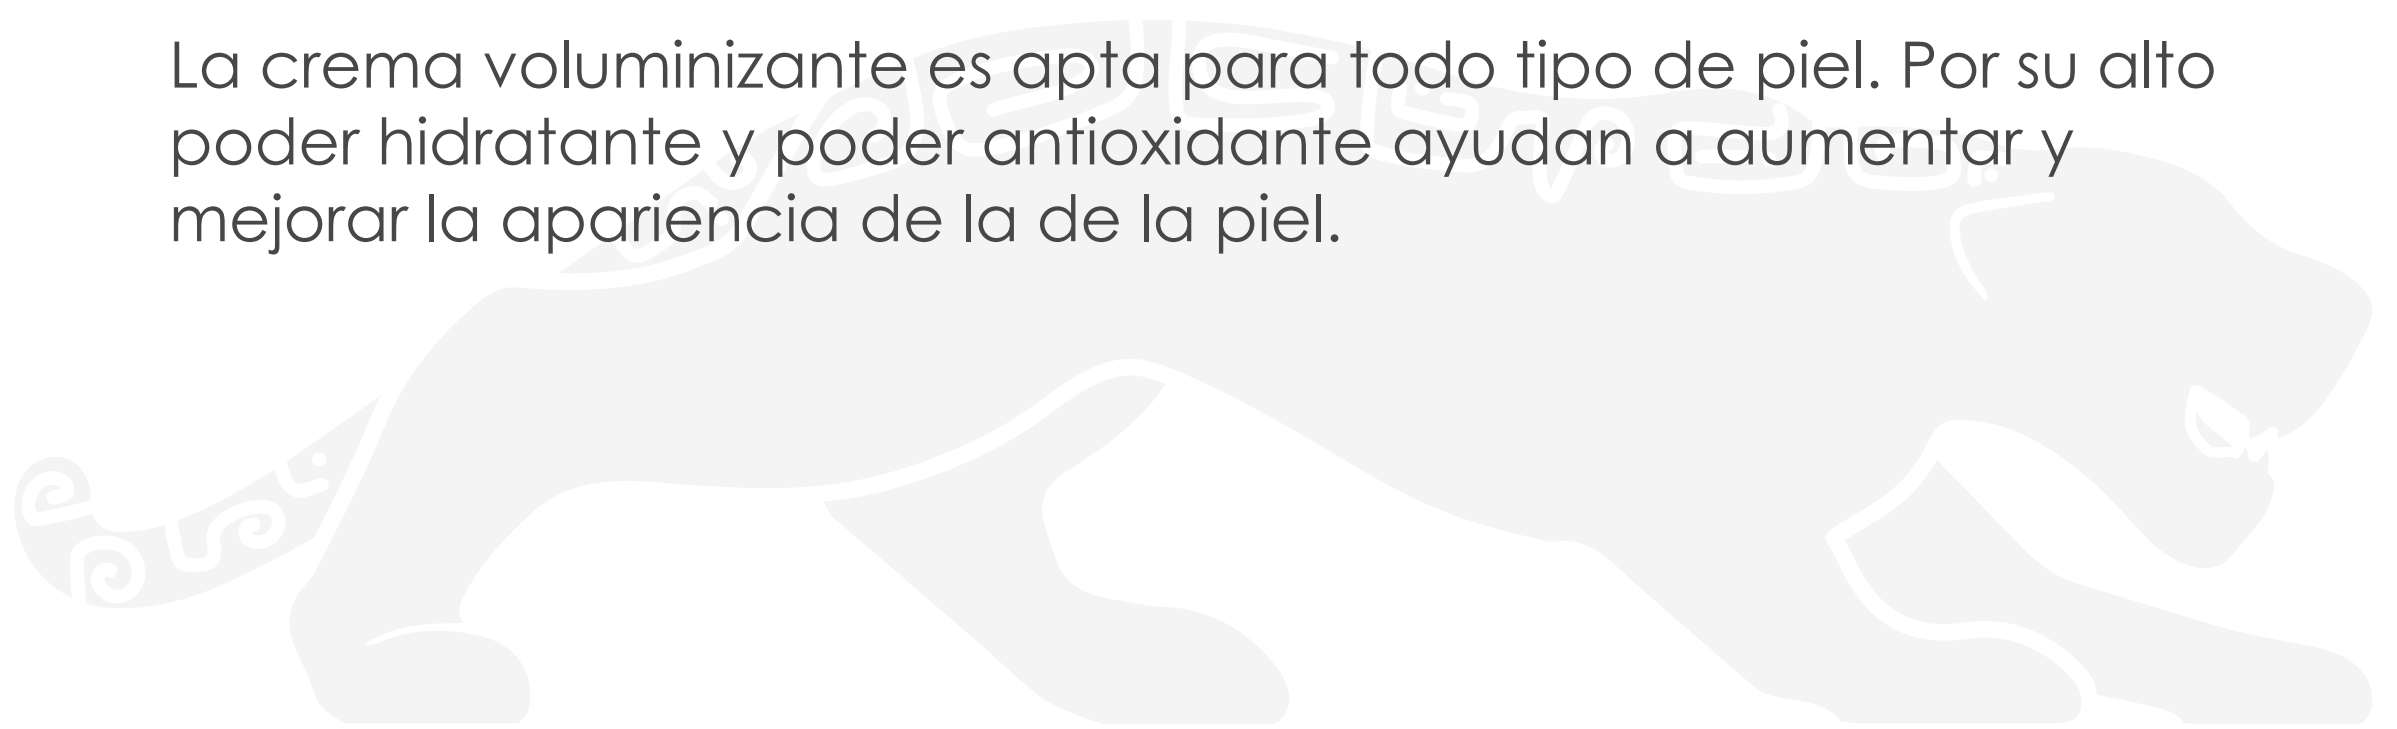 La crema voluminizante es apta para todo tipo de piel. Por su alto
poder hidratante y poder antioxidante ayudan a aumentar y
mejorar la apariencia de la de la piel.